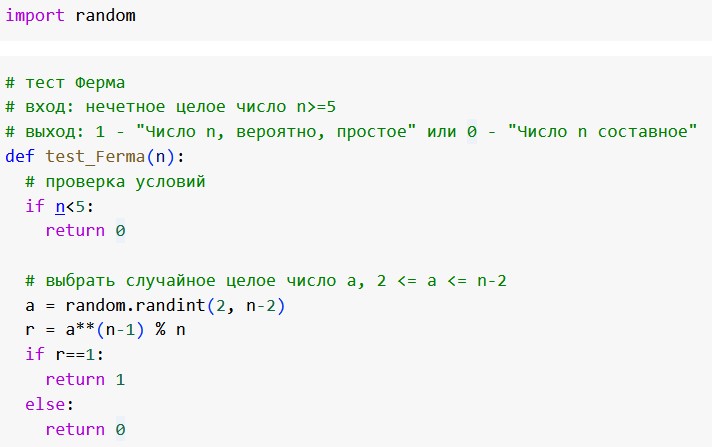 import random
# тест Ферма
# вход: нечетное целое число n>=5
# выход: 1 - "Число n, вероятно, простое" или 0 - "Число n составное"
def test_Ferma(n):
  # проверка условий
  if n<5:
    return 0

  # выбрать случайное целое число a, 2 <= a <= n-2
  a = random.randint(2, n-2)
  r = a**(n-1) % n
  if r==1:
    return 1
  else:
    return 0